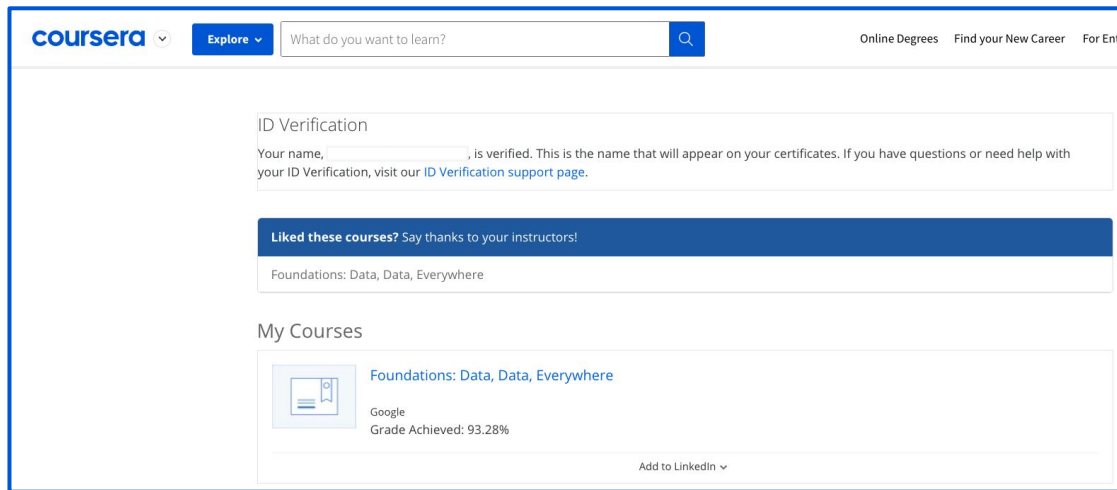 coursera
Explore
What do you want to learn?
Online Degrees Find your New Career For Ent
ID Verification
Your name, , is verified. This is the name that will appear on your certificates. If you have questions or need help with
your ID Verification, visit our ID Verification support page.
Liked these courses? Say thanks to your instructors!
Foundations: Data, Data, Everywhere
My Courses
Foundations: Data, Data, Everywhere
Google
Grade Achieved: 93.28%
Add to LinkedIn